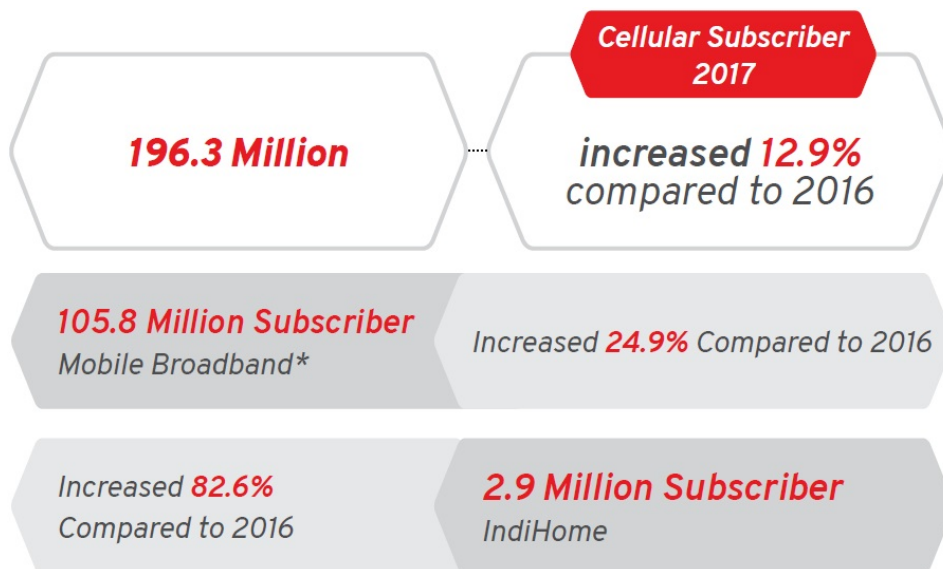 Cellular Subscriber
2017
196.3 Million
increased 12.9%
compared to 2016
105.8 Million Subscriber
Mobile Broadband*
Increased 24.9% Compared to 2016
Increased 82.6%
Compared to 2016
2.9 Million Subscriber
IndiHome